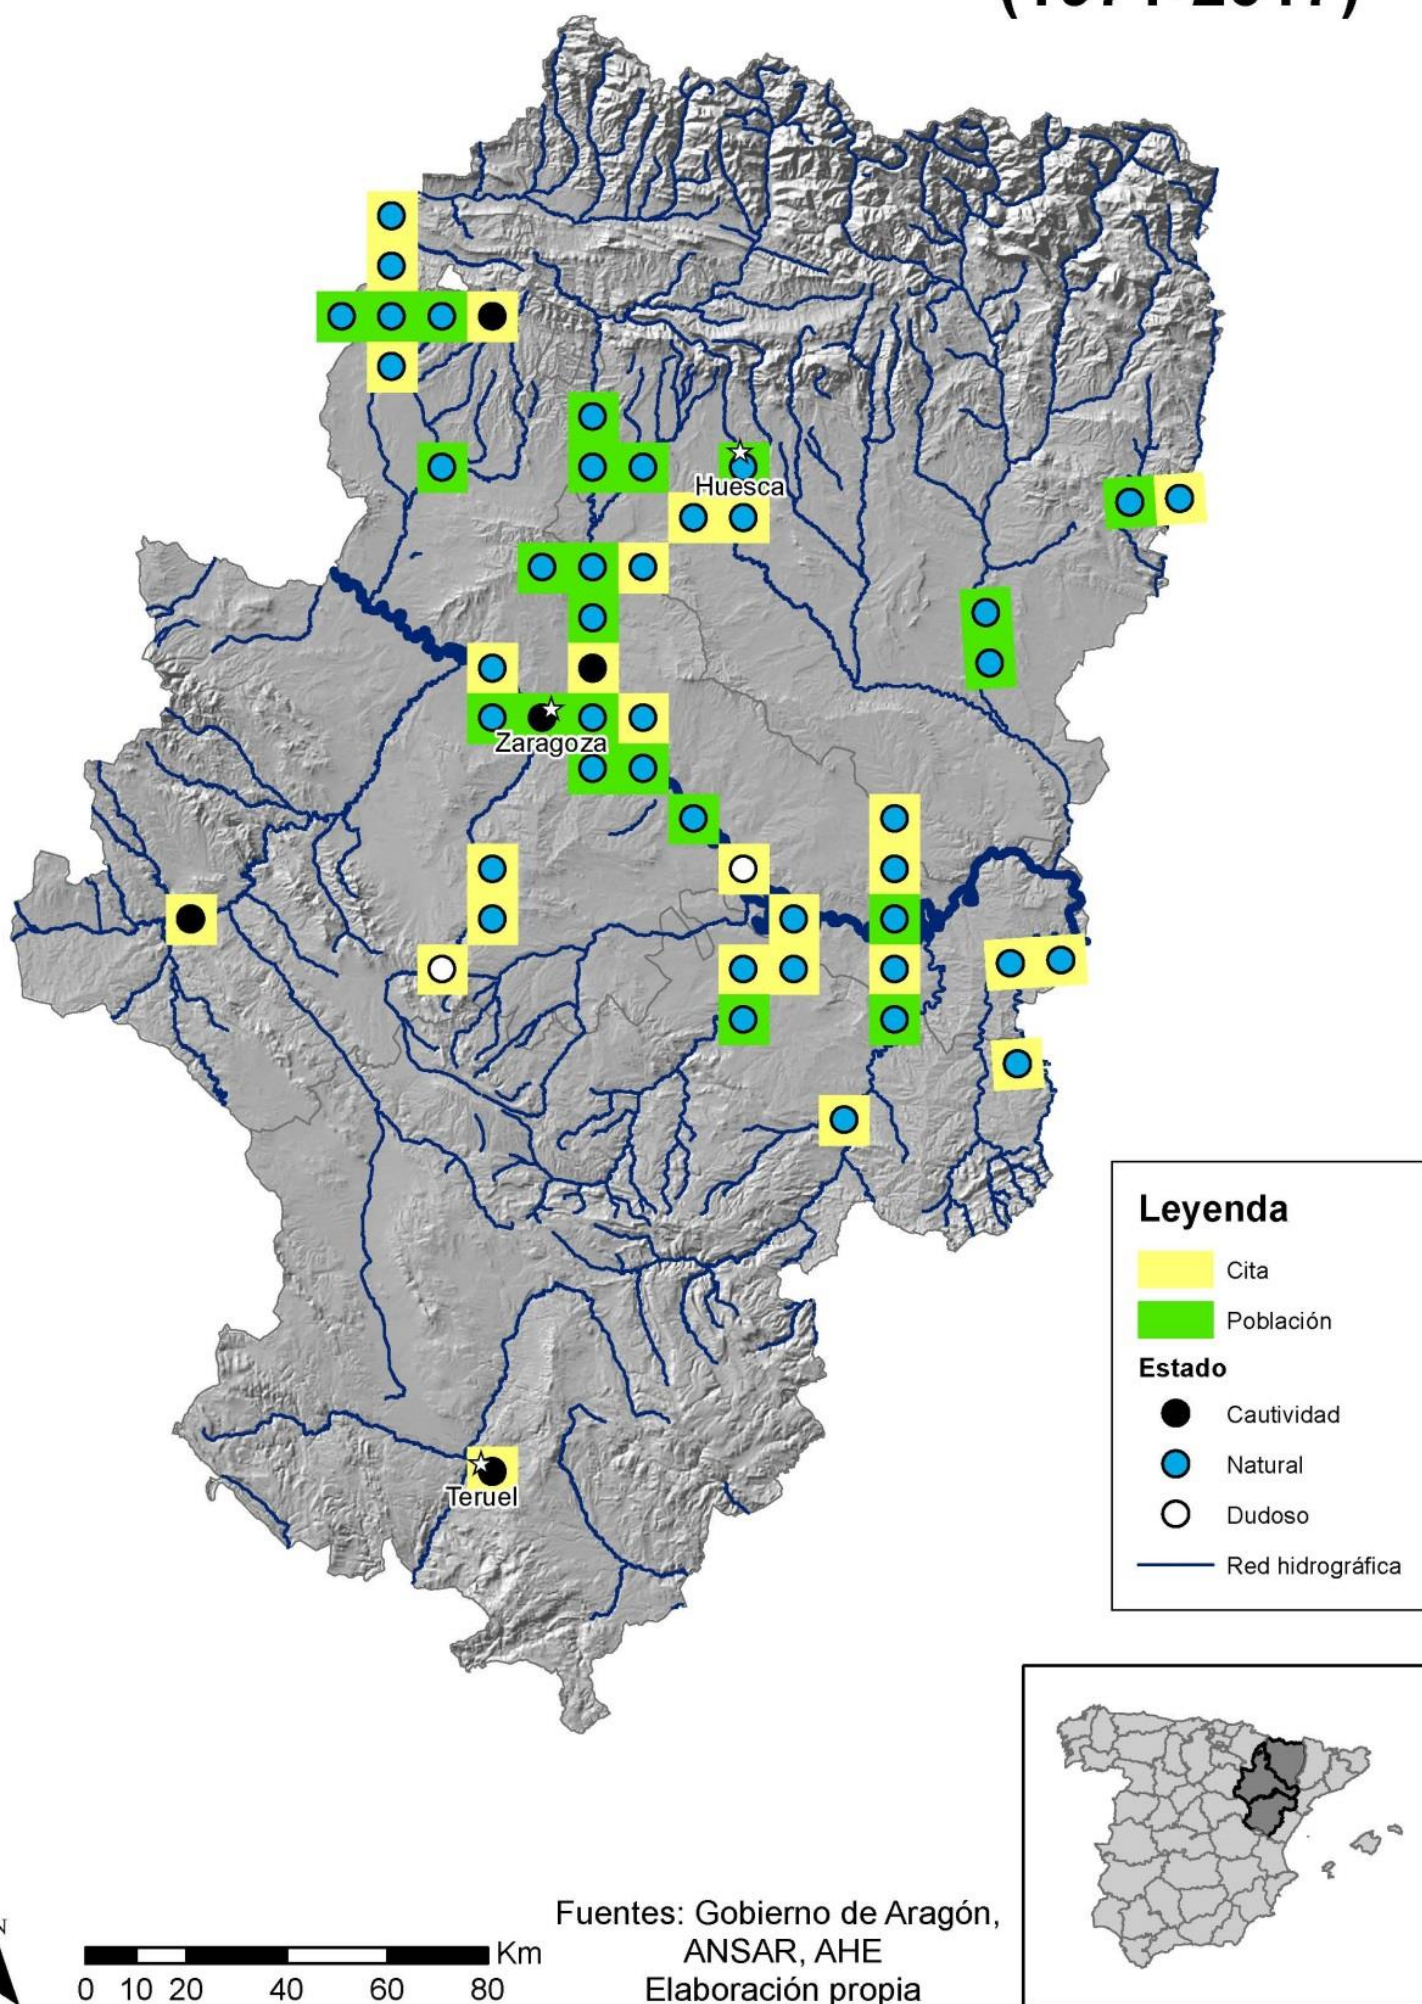 Huesca
Zaragoza
Teruel
Leyenda
Cita
Población
Estado
Cautividad
Natural
Dudoso
Red hidrográfica
Km
0 10 20 40 60 80
Fuentes: Gobierno de Aragón,
ANSAR, AHE
Elaboración propia